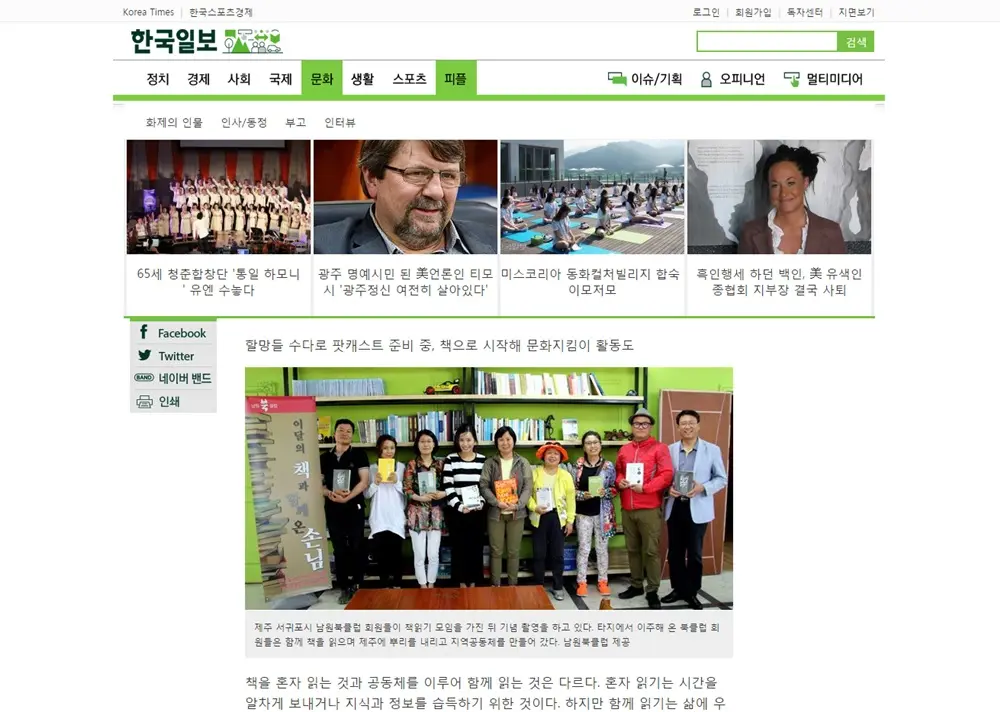 Korea Times | 한국스포츠경제
로그인 | 회원가입 | 독자센터 | 지면보기
한국일보
검색
정치 경제 사회 국제 문화 생활 스포츠 피플
이슈/기획 오피니언 멀티미디어
화제의 인물 인사/동정 부고 인터뷰
65세 청춘합창단 '통일 하모니
' 유엔 수놓다
광주 명예시민 된 美언론인 티모
시 '광주정신 여전히 살아있다'
미스코리아 동화컬처빌리지 합숙
이모저모
흑인행세 하던 백인, 美 유색인
종협회 지부장 결국 사퇴
Facebook
Twitter
BAND 네이버 밴드
인쇄
할망들 수다로 팟캐스트 준비 중, 책으로 시작해 문화지킴이 활동도
이달의
책과
함께
온
손님
제주 서귀포시 남원북클럽 회원들이 책읽기 모임을 가진 뒤 기념 촬영을 하고 있다. 타지에서 이주해 온 북클럽 회
원들은 함께 책을 읽으며 제주에 뿌리를 내리고 지역공동체를 만들어 갔다. 남원북클럽 제공
책을 혼자 읽는 것과 공동체를 이루어 함께 읽는 것은 다르다. 혼자 읽기는 시간을
알차게 보내거나 지식과 정보를 습득하기 위한 것이다. 하지만 함께 읽기는 삶에 우